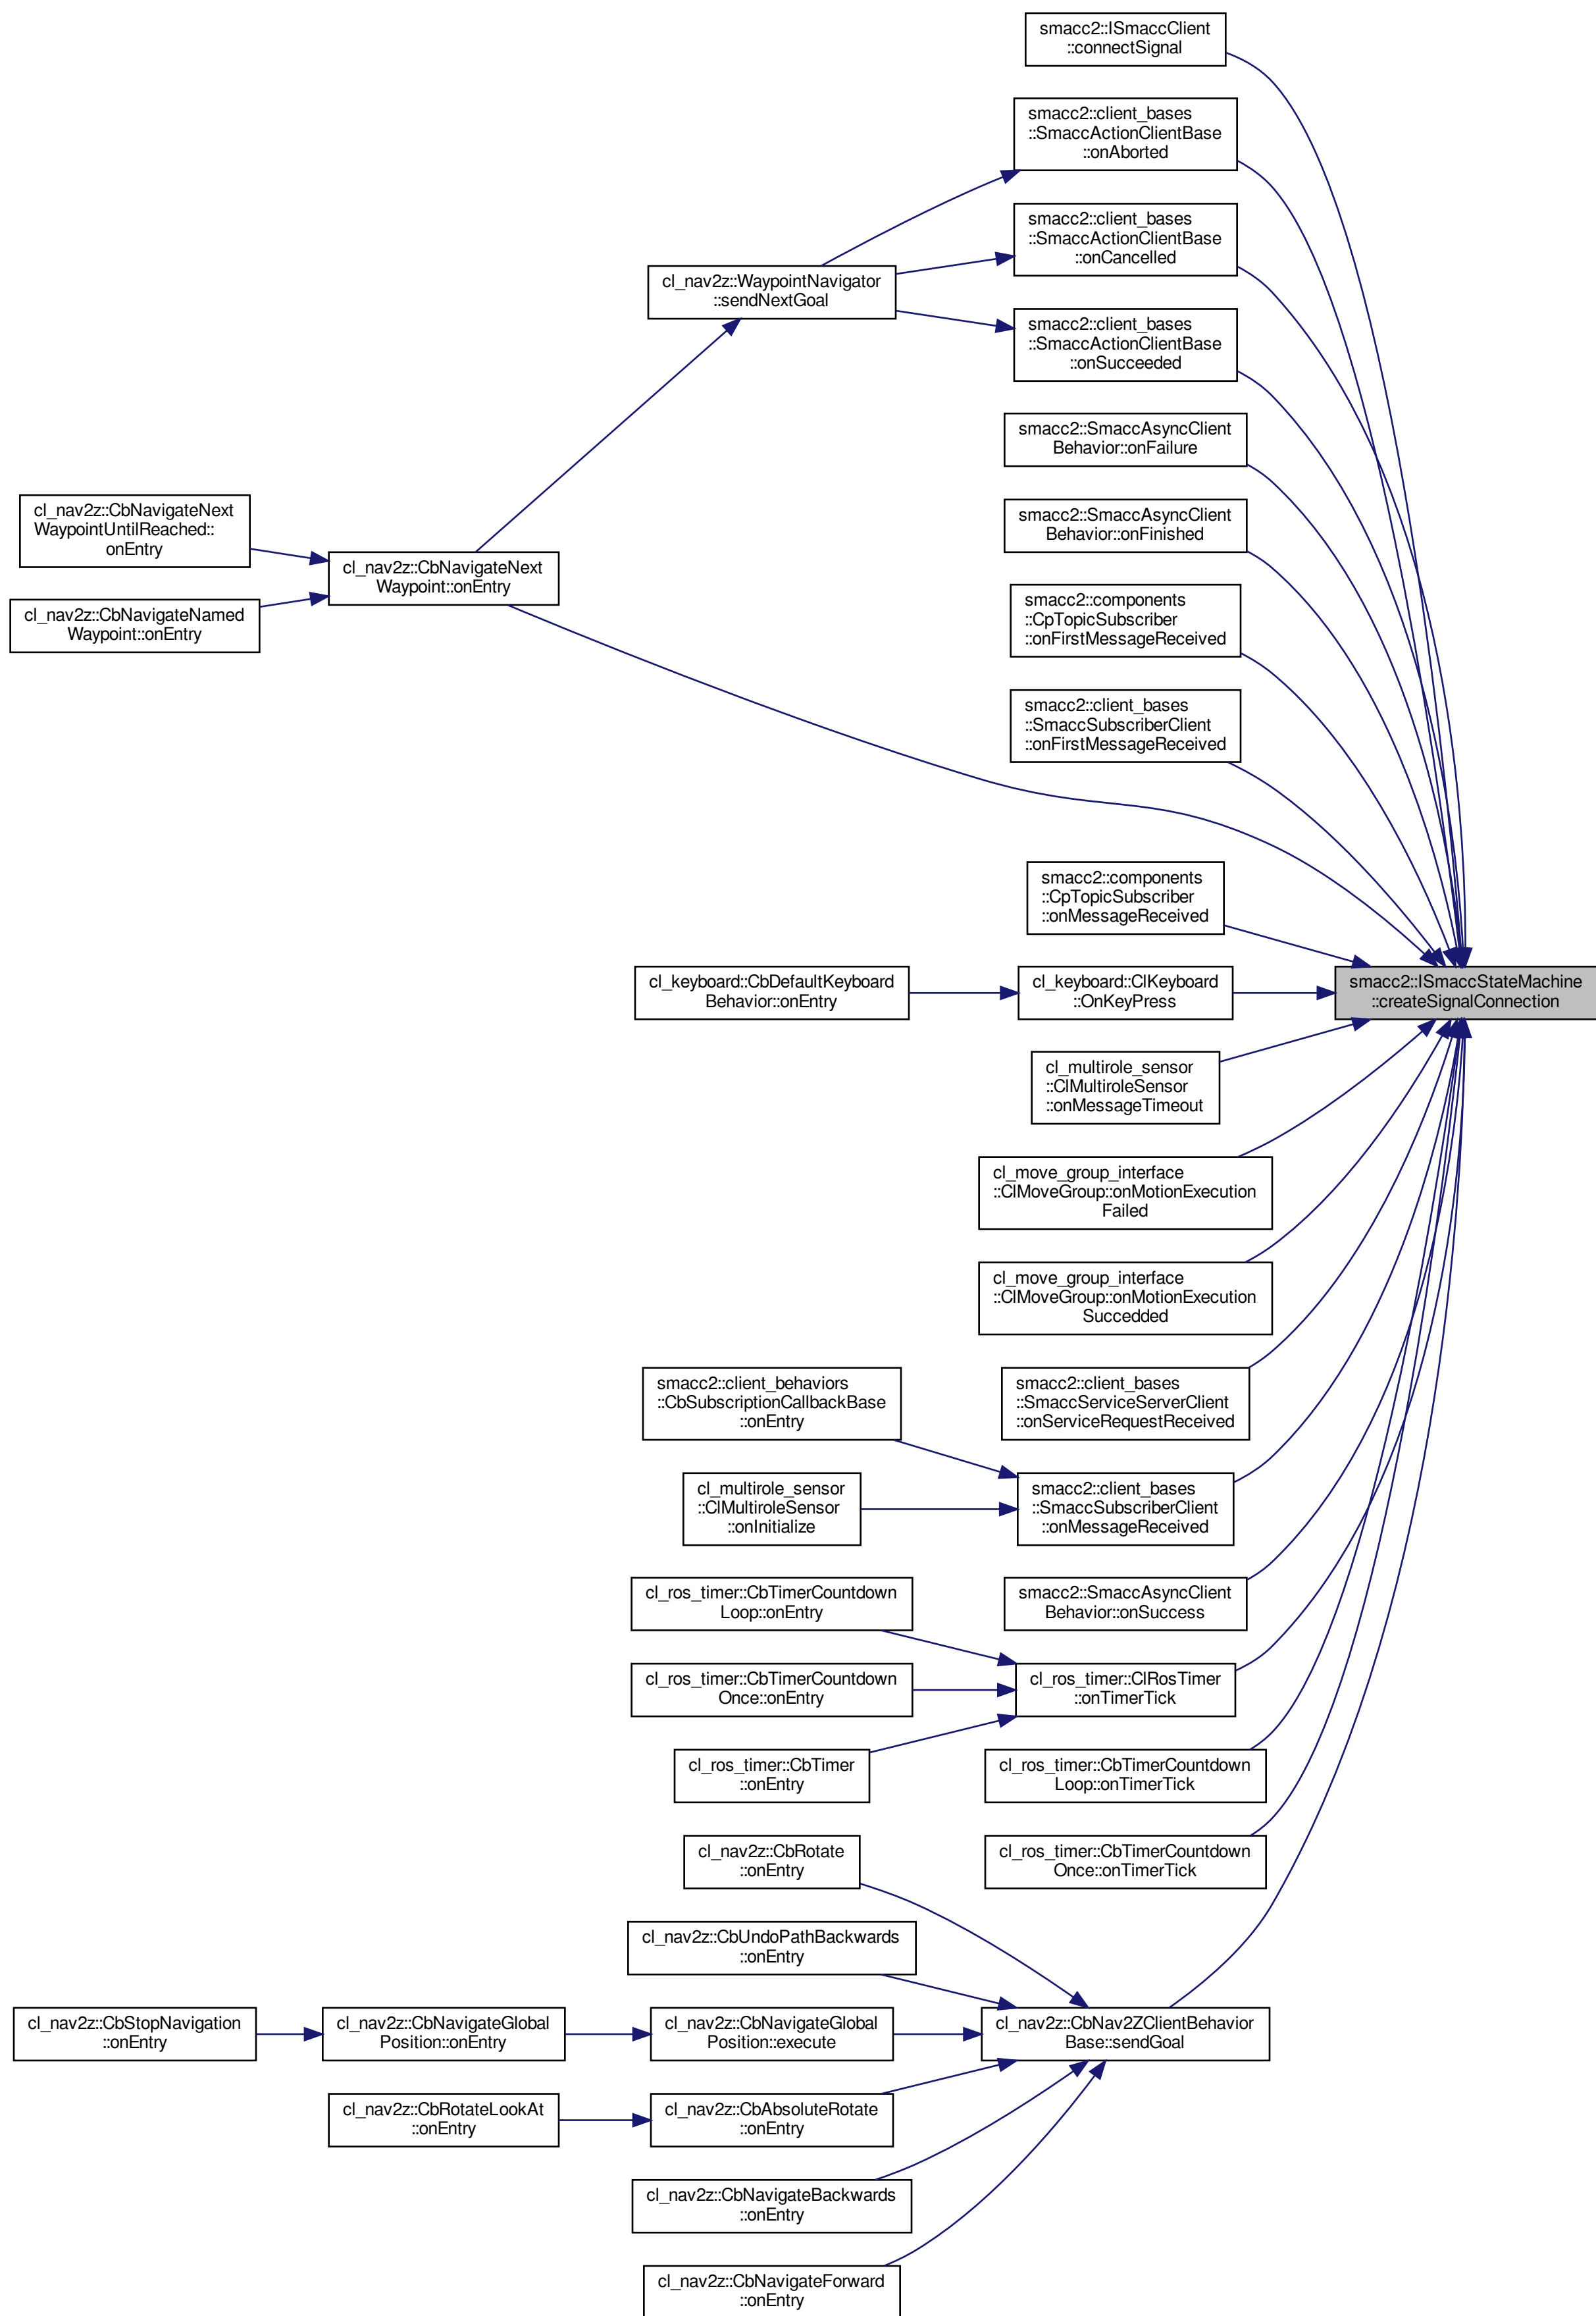 smacc2::ISmaccClient
::connectSignal
smacc2::client_bases
::SmaccActionClientBase
::onAborted
smacc2::client_bases
::SmaccActionClientBase
::onCancelled
cl_nav2z::WaypointNavigator
::sendNextGoal
smacc2::client_bases
::SmaccActionClientBase
::onSucceeded
smacc2::SmaccAsyncClient
Behavior::onFailure
cl_nav2z::CbNavigateNext
WaypointUntilReached::
onEntry
smacc2::SmaccAsyncClient
Behavior::onFinished
cl_nav2z::CbNavigateNext
Waypoint::onEntry
cl_nav2z::CbNavigateNamed
Waypoint::onEntry
smacc2::components
::CpTopicSubscriber
::onFirstMessageReceived
smacc2::client_bases
::SmaccSubscriberClient
::onFirstMessageReceived
smacc2::components
::CpTopicSubscriber
::onMessageReceived
cl_keyboard::CbDefaultKeyboard
Behavior::onEntry
cl_keyboard::ClKeyboard
::OnKeyPress
smacc2::ISmaccStateMachine
::createSignalConnection
cl_multirole_sensor
::ClMultiroleSensor
::onMessageTimeout
cl_move_group_interface
::ClMoveGroup::onMotionExecution
Failed
cl_move_group_interface
::ClMoveGroup::onMotionExecution
Succedded
smacc2::client_behaviors
::CbSubscriptionCallbackBase
::onEntry
smacc2::client_bases
::SmaccServiceServerClient
::onServiceRequestReceived
cl_multirole_sensor
::ClMultiroleSensor
::onInitialize
smacc2::client_bases
::SmaccSubscriberClient
::onMessageReceived
cl_ros_timer::CbTimerCountdown
Loop::onEntry
smacc2::SmaccAsyncClient
Behavior::onSuccess
cl_ros_timer::CbTimerCountdown
Once::onEntry
cl_ros_timer::ClRosTimer
::onTimerTick
cl_ros_timer::CbTimer
::onEntry
cl_ros_timer::CbTimerCountdown
Loop::onTimerTick
cl_nav2z::CbRotate
::onEntry
cl_ros_timer::CbTimerCountdown
Once::onTimerTick
cl_nav2z::CbUndoPathBackwards
::onEntry
cl_nav2z::CbStopNavigation
::onEntry
cl_nav2z::CbNavigateGlobal
Position::onEntry
cl_nav2z::CbNavigateGlobal
Position::execute
cl_nav2z::CbNav2ZClientBehavior
Base::sendGoal
cl_nav2z::CbRotateLookAt
::onEntry
cl_nav2z::CbAbsoluteRotate
::onEntry
cl_nav2z::CbNavigateBackwards
::onEntry
cl_nav2z::CbNavigateForward
::onEntry